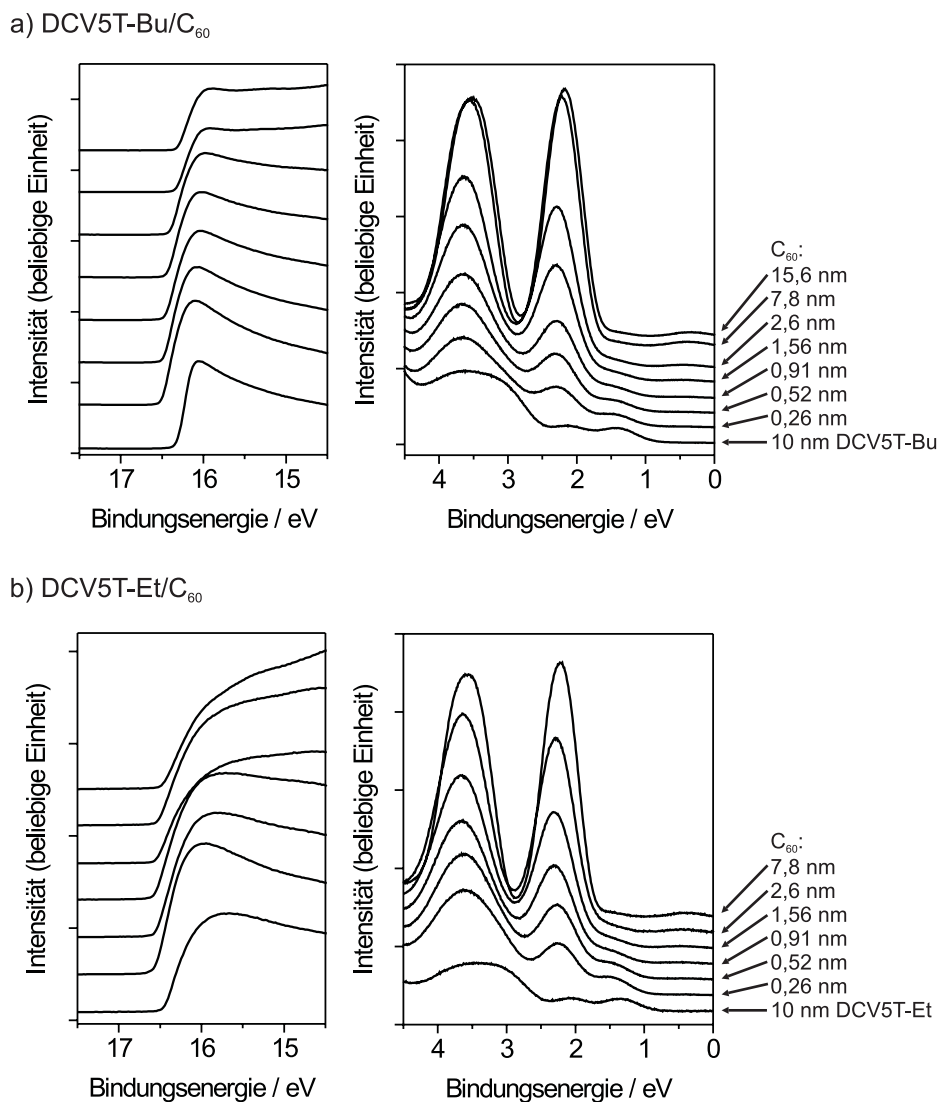 a) DCV5T-Bu/C₆₀
Intensität (beliebige Einheit)
17 16 15
Bindungsenergie / eV
Intensität (beliebige Einheit)
4 3 2 1 0
Bindungsenergie / eV
C₆₀:
15,6 nm
7,8 nm
2,6 nm
1,56 nm
0,91 nm
0,52 nm
0,26 nm
10 nm DCV5T-Bu
b) DCV5T-Et/C₆₀
Intensität (beliebige Einheit)
17 16 15
Bindungsenergie / eV
Intensität (beliebige Einheit)
4 3 2 1 0
Bindungsenergie / eV
C₆₀:
7,8 nm
2,6 nm
1,56 nm
0,91 nm
0,52 nm
0,26 nm
10 nm DCV5T-Et